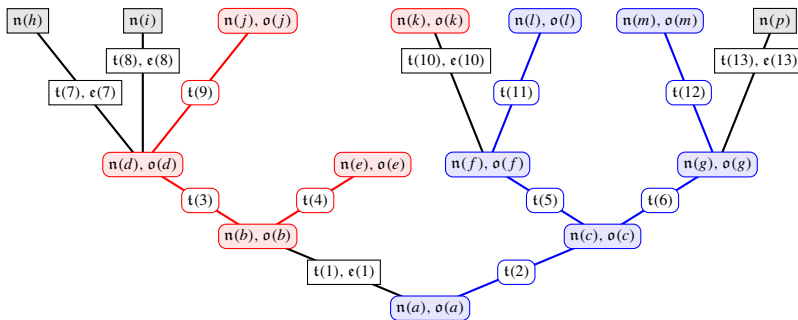 𝔫(h) 𝔫(i) 𝔫(j), 𝔬(j) 𝔫(k), 𝔬(k) 𝔫(l), 𝔬(l) 𝔫(m), 𝔬(m) 𝔫(p)
𝔱(8), 𝔢(8) 𝔱(10), 𝔢(10) 𝔱(13), 𝔢(13)
𝔱(7), 𝔢(7) 𝔱(9) 𝔱(11) 𝔱(12)
𝔫(d), 𝔬(d) 𝔫(e), 𝔬(e) 𝔫(f), 𝔬(f) 𝔫(g), 𝔬(g)
𝔱(3) 𝔱(4) 𝔱(5) 𝔱(6)
𝔫(b), 𝔬(b) 𝔫(c), 𝔬(c)
𝔱(1), 𝔢(1) 𝔱(2)
𝔫(a), 𝔬(a)